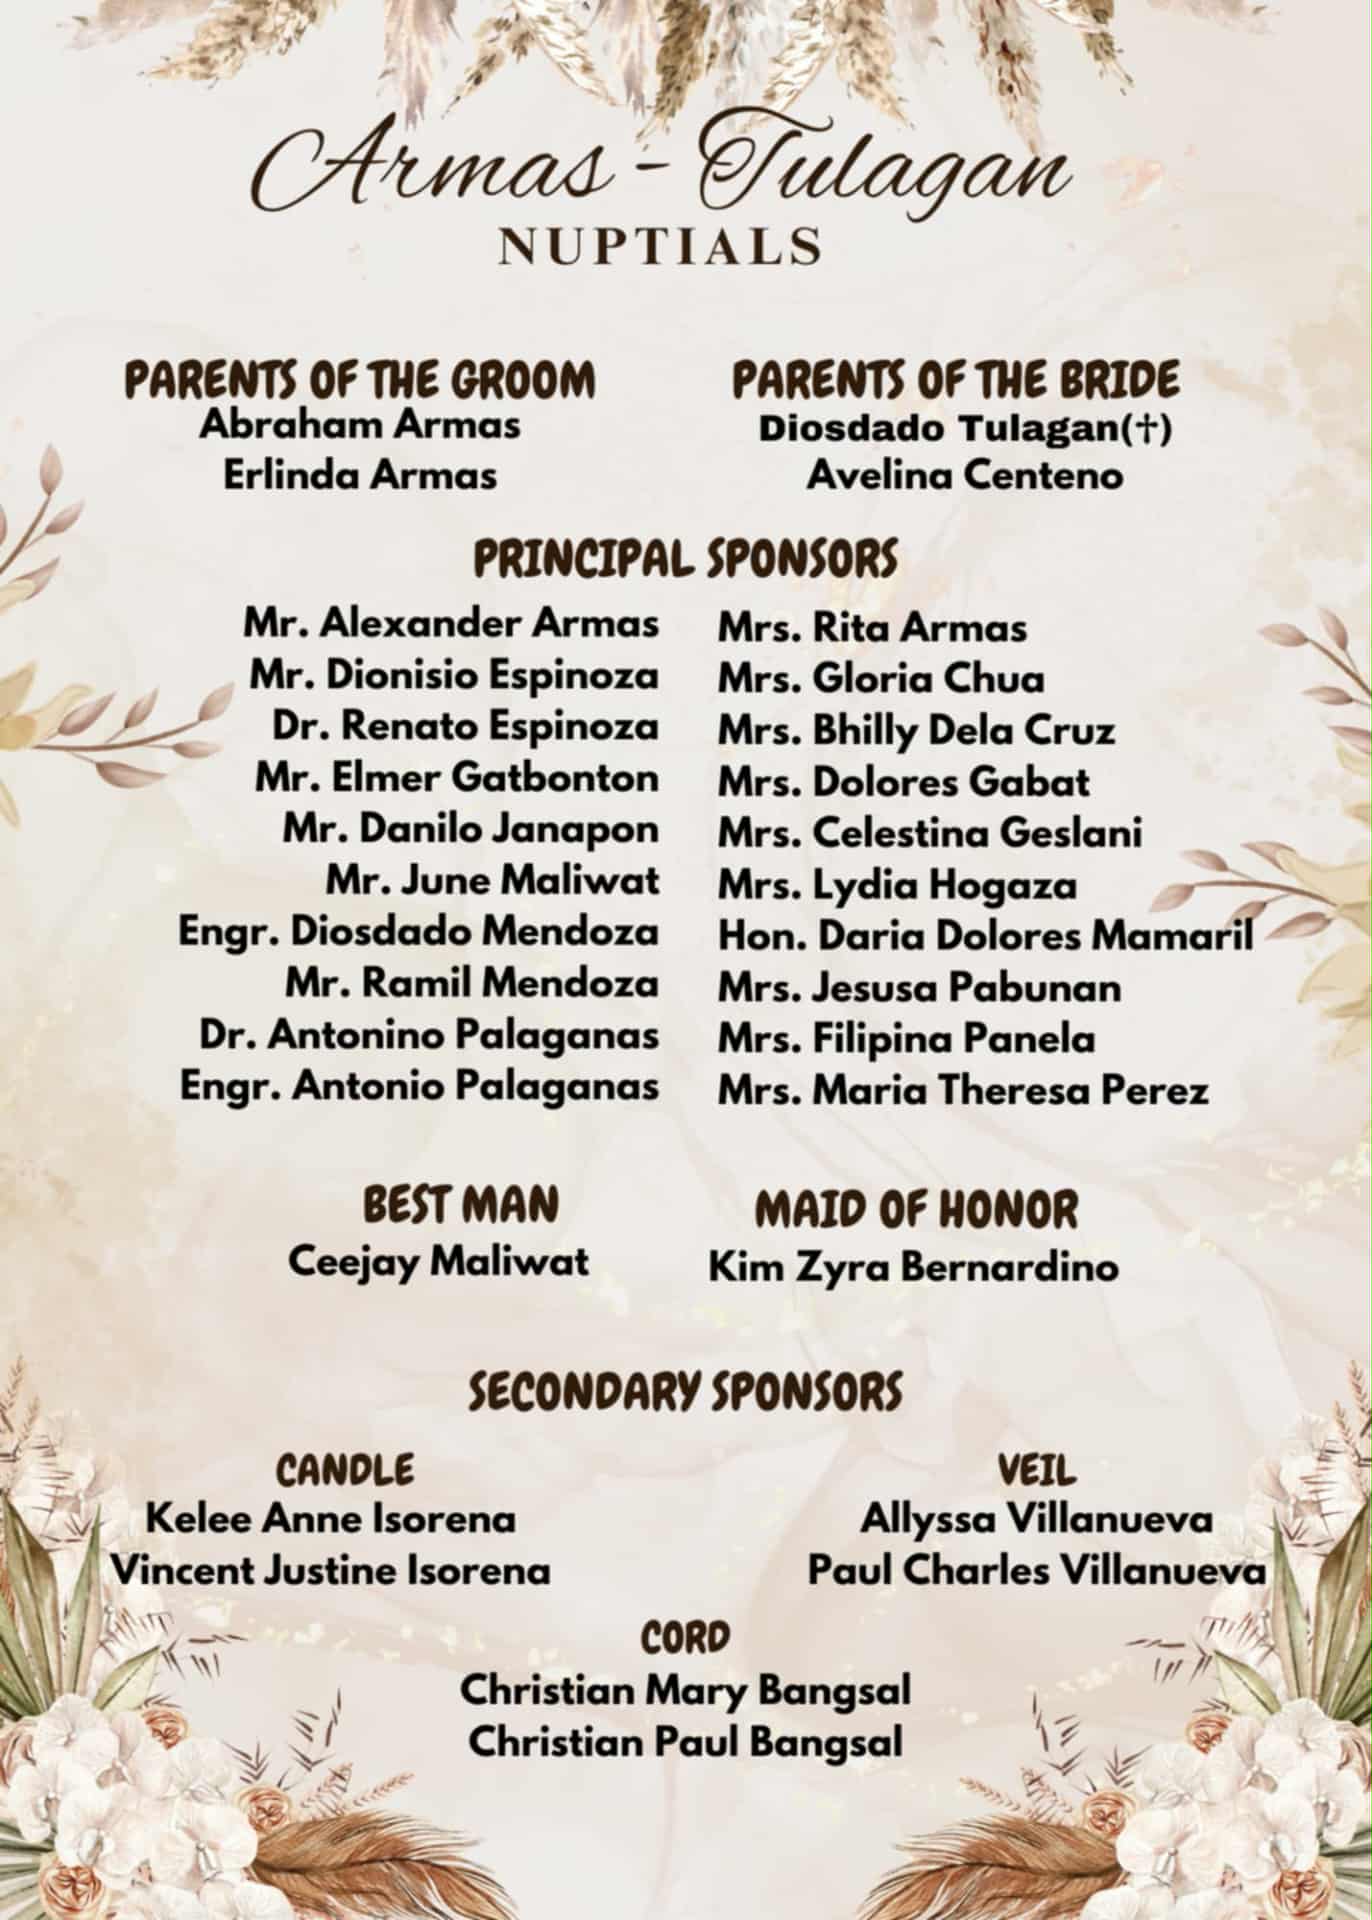 Armas - Tulagan
NUPTIALS
PARENTS OF THE GROOM
Abraham Armas
Erlinda Armas
PARENTS OF THE BRIDE
Diosdado Tulagan(†)
Avelina Centeno
PRINCIPAL SPONSORS
Mr. Alexander Armas
Mr. Dionisio Espinoza
Dr. Renato Espinoza
Mr. Elmer Gatbonton
Mr. Danilo Janapon
Mr. June Maliwat
Engr. Diosdado Mendoza
Mr. Ramil Mendoza
Dr. Antonino Palaganas
Engr. Antonio Palaganas
Mrs. Rita Armas
Mrs. Gloria Chua
Mrs. Bhilly Dela Cruz
Mrs. Dolores Gabat
Mrs. Celestina Geslani
Mrs. Lydia Hogaza
Hon. Daria Dolores Mamaril
Mrs. Jesusa Pabunan
Mrs. Filipina Panela
Mrs. Maria Theresa Perez
BEST MAN
Ceejay Maliwat
MAID OF HONOR
Kim Zyra Bernardino
SECONDARY SPONSORS
CANDLE
Kelee Anne Isorena
Vincent Justine Isorena
VEIL
Allyssa Villanueva
Paul Charles Villanueva
CORD
Christian Mary Bangsal
Christian Paul Bangsal